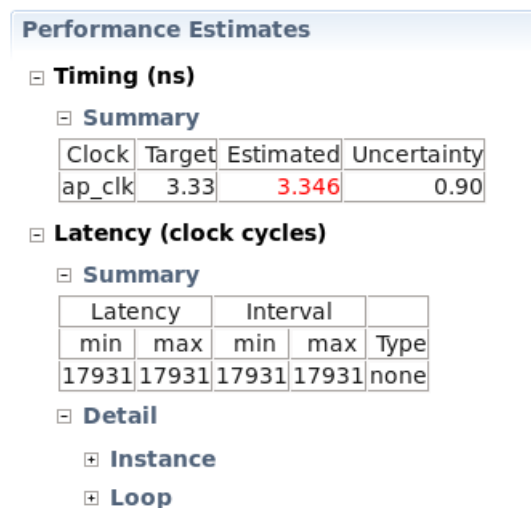 Performance Estimates
Timing (ns)
Summary
Clock Target Estimated Uncertainty
ap_clk 3.33 3.346 0.90
Latency (clock cycles)
Summary
Latency Interval
min max min max Type
17931 17931 17931 17931 none
Detail
Instance
Loop